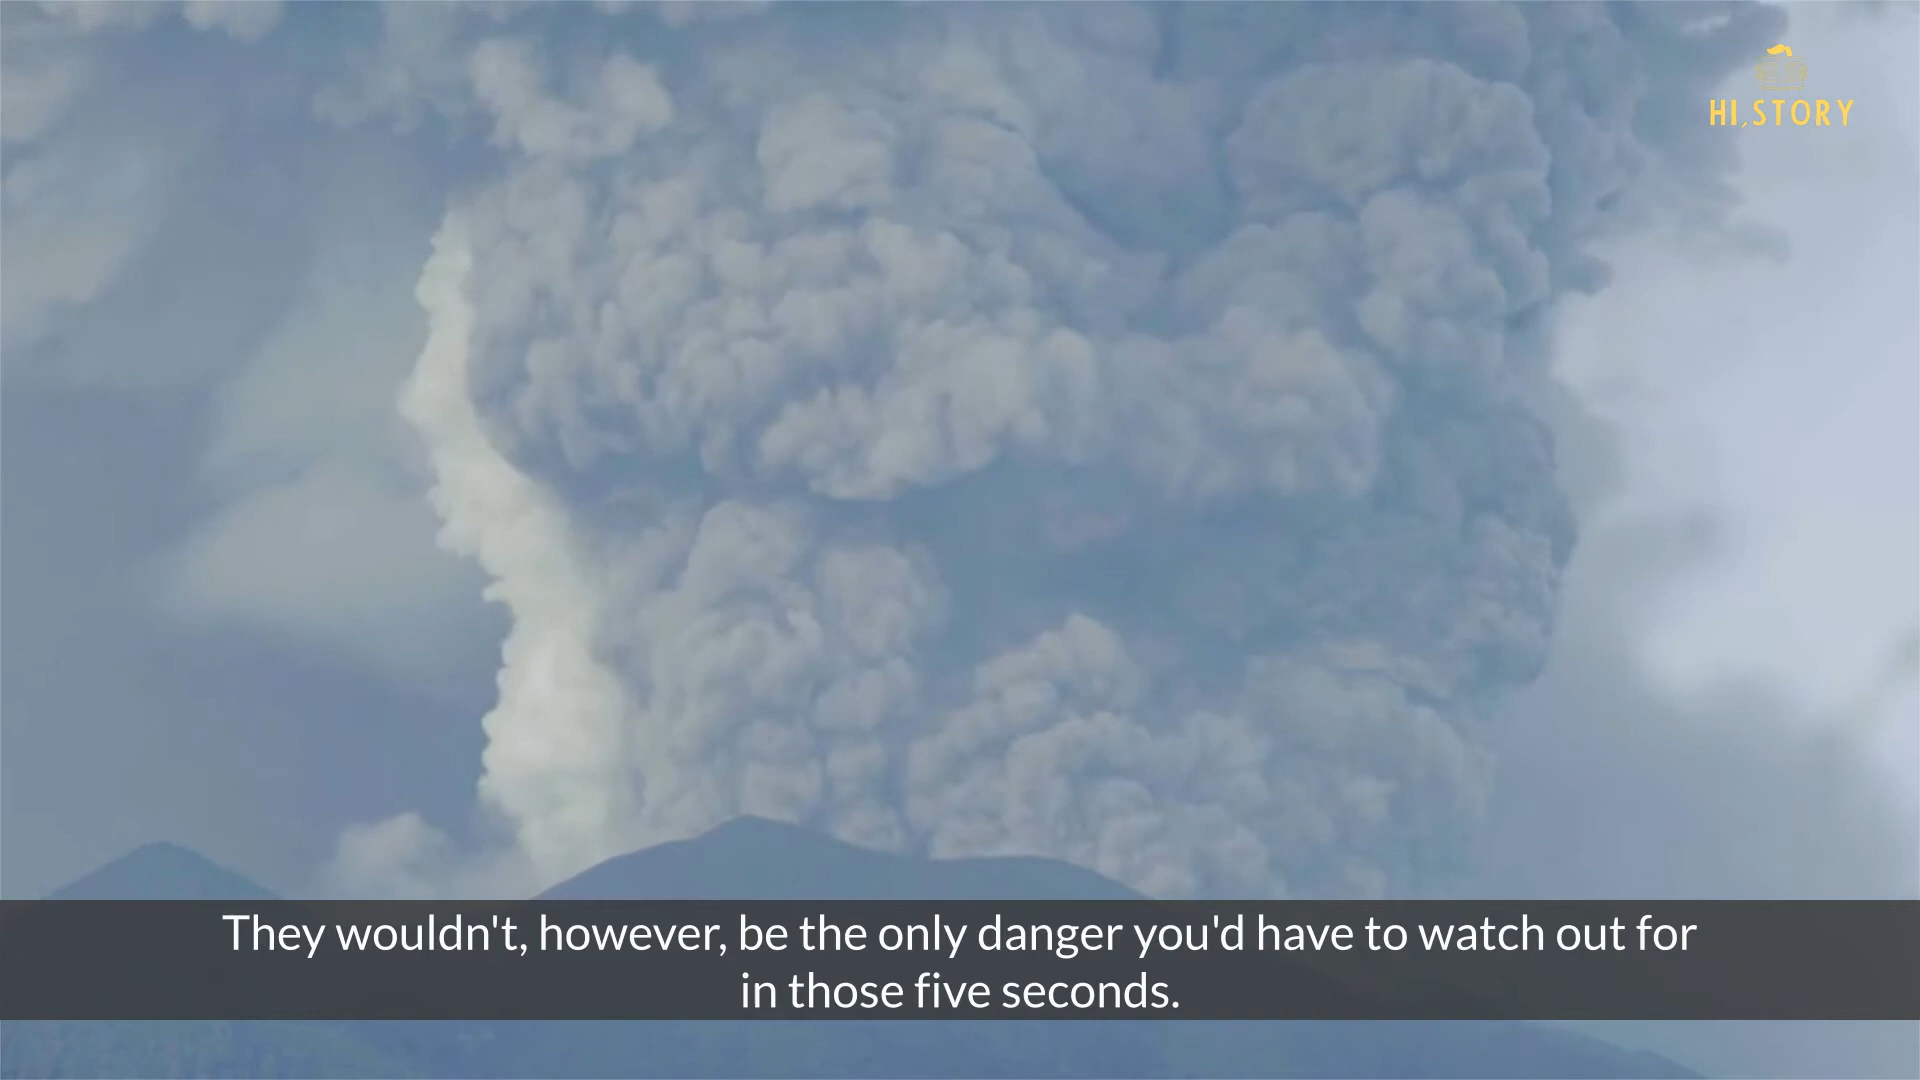 HI,STORY
They wouldn't, however, be the only danger you'd have to watch out for
in those five seconds.